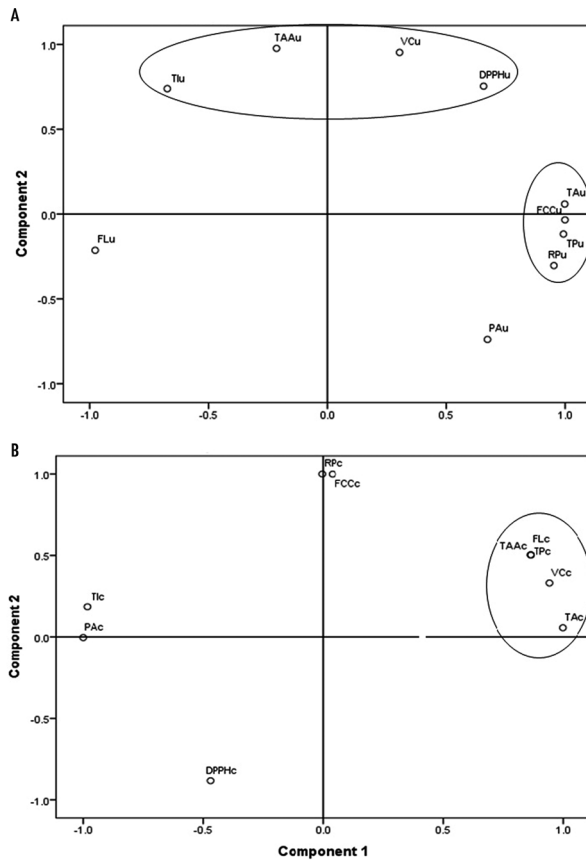 A
TAAu
VCu
TIu
DPPHu
TAu
FCCu
TPu
RPu
FLu
PAu
Component 2
1.0
0.5
0.0
-0.5
-1.0
-1.0 -0.5 0.0 0.5 1.0
B
RPc
FCCc
FLc
TAAc TPc
VCc
TAc
TIc
PAc
DPPHc
Component 2
1.0
0.5
0.0
-0.5
-1.0
-1.0 -0.5 0.0 0.5 1.0
Component 1